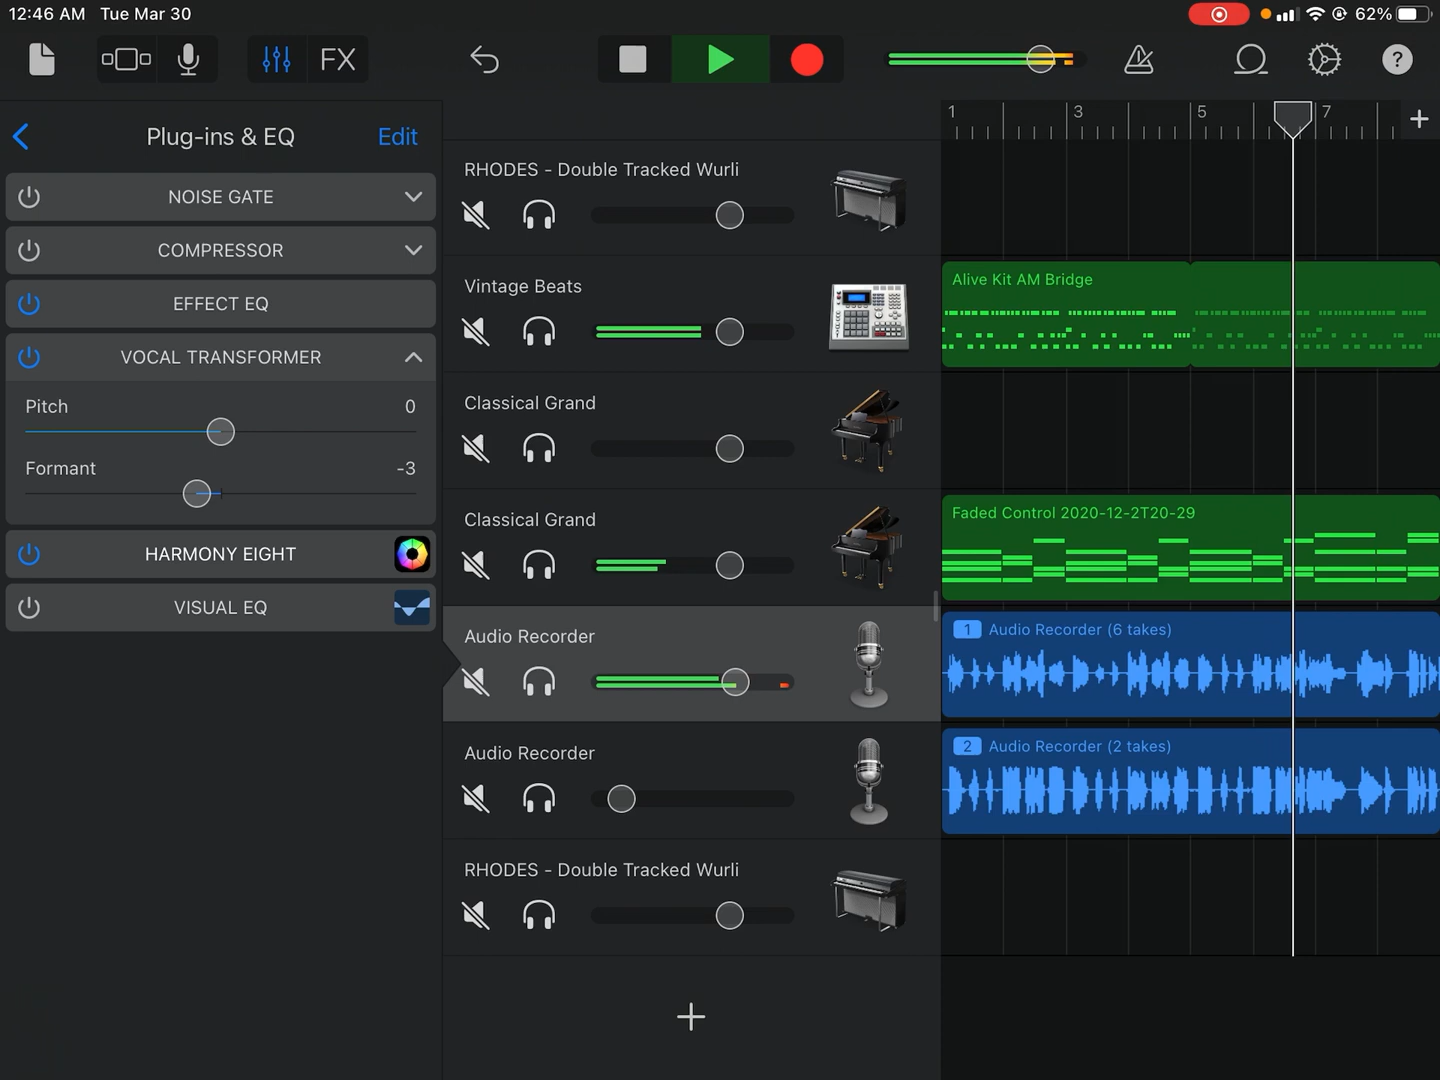 12:46 AM Tue Mar 30
62%
FX
?
Plug-ins & EQ
Edit
NOISE GATE
COMPRESSOR
EFFECT EQ
VOCAL TRANSFORMER
Pitch 0
Formant -3
HARMONY EIGHT
VISUAL EQ
RHODES - Double Tracked Wurli
Vintage Beats
Classical Grand
Classical Grand
Audio Recorder
Audio Recorder
RHODES - Double Tracked Wurli
1 3 5 7
Alive Kit AM Bridge
Faded Control 2020-12-2T20-29
1 Audio Recorder (6 takes)
2 Audio Recorder (2 takes)